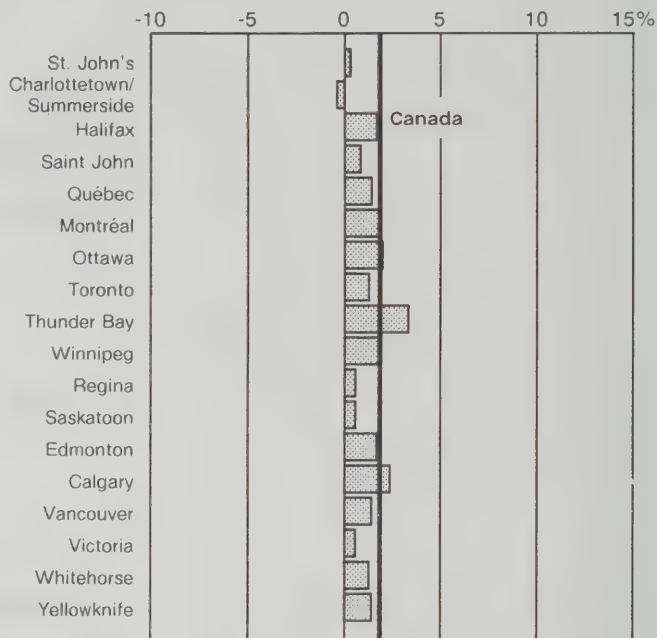 -10 -5 0 5 10 15%
St. John's
Charlottetown/
Summerside
Halifax
Canada
Saint John
Québec
Montréal
Ottawa
Toronto
Thunder Bay
Winnipeg
Regina
Saskatoon
Edmonton
Calgary
Vancouver
Victoria
Whitehorse
Yellowknife